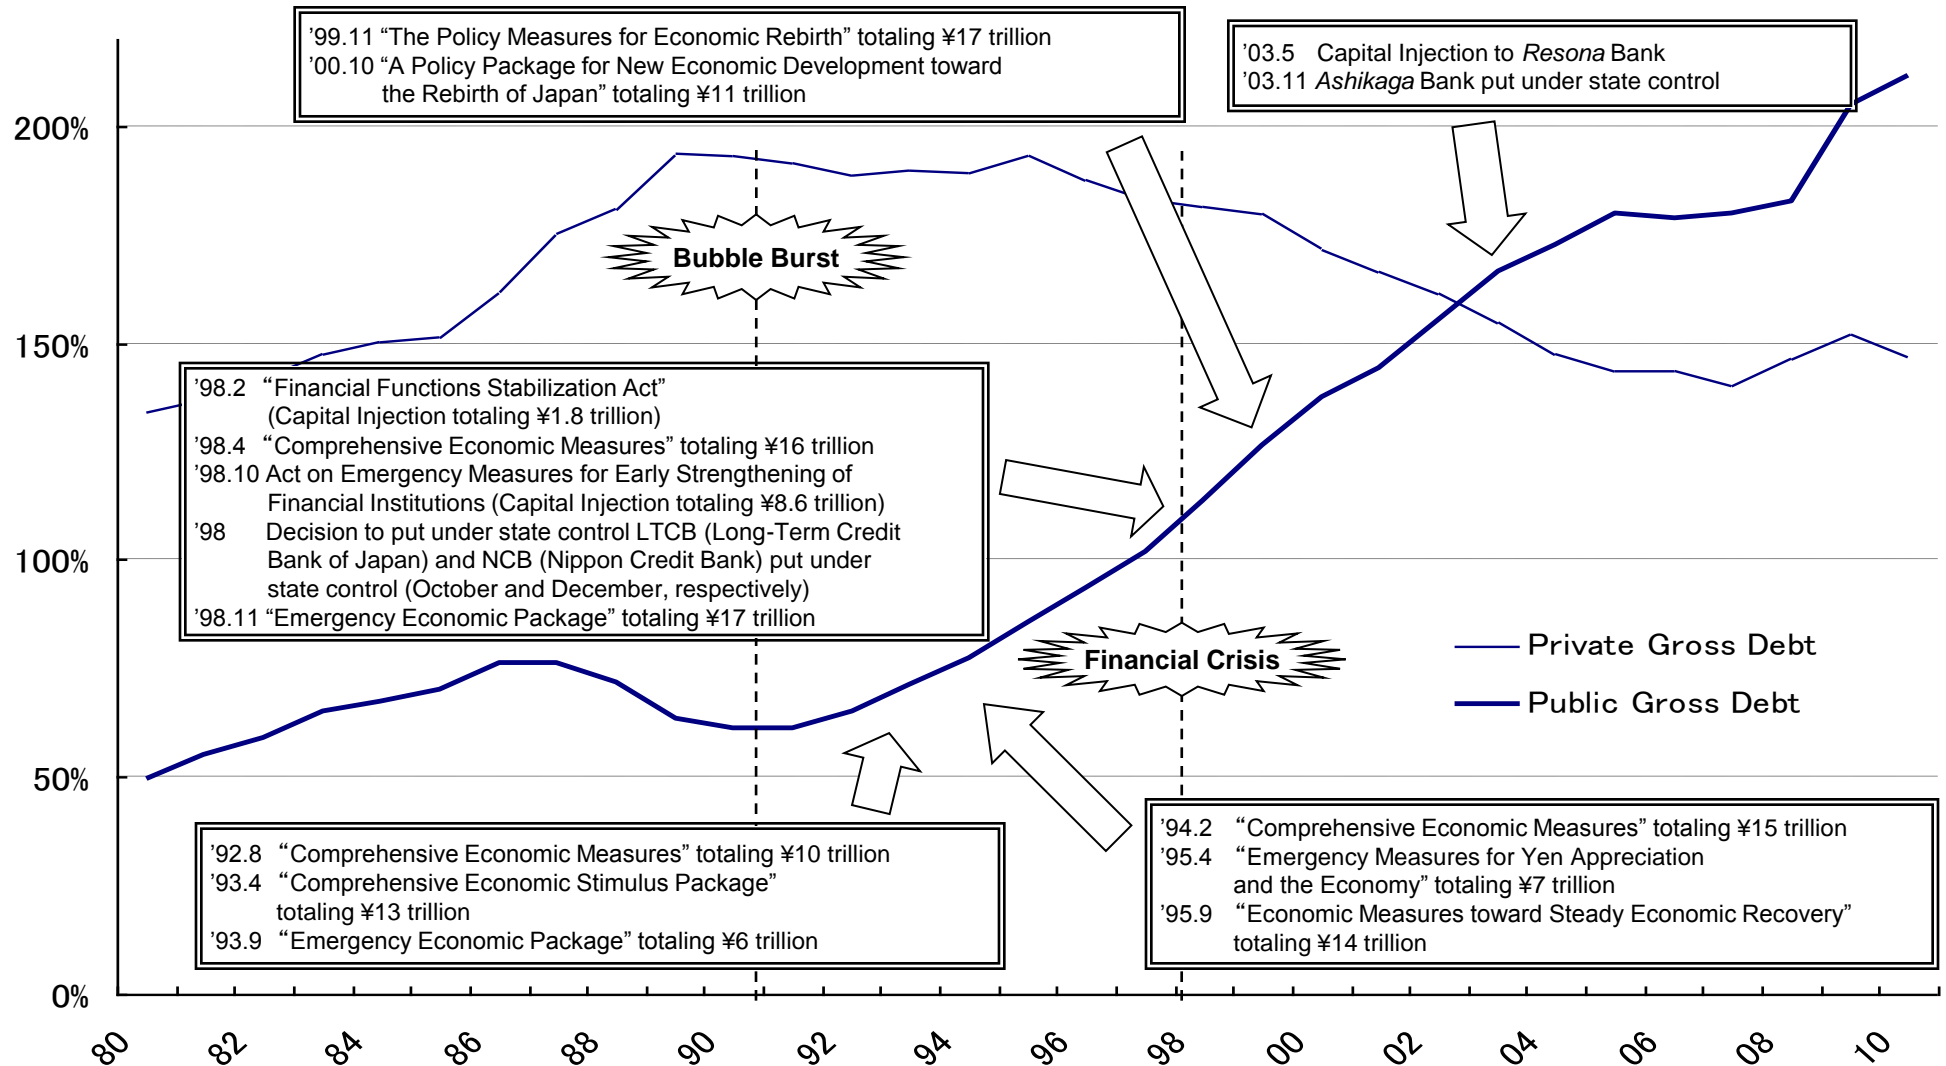 ’99.11 “The Policy Measures for Economic Rebirth” totaling ¥17 trillion
’00.10 “A Policy Package for New Economic Development toward
the Rebirth of Japan” totaling ¥11 trillion
’03.5 Capital Injection to Resona Bank
’03.11 Ashikaga Bank put under state control
200%
Bubble Burst
150%
’98.2 “Financial Functions Stabilization Act”
(Capital Injection totaling ¥1.8 trillion)
’98.4 “Comprehensive Economic Measures” totaling ¥16 trillion
’98.10 Act on Emergency Measures for Early Strengthening of
Financial Institutions (Capital Injection totaling ¥8.6 trillion)
’98 Decision to put under state control LTCB (Long-Term Credit
Bank of Japan) and NCB (Nippon Credit Bank) put under
state control (October and December, respectively)
’98.11 “Emergency Economic Package” totaling ¥17 trillion
100%
Financial Crisis
Private Gross Debt
Public Gross Debt
50%
’92.8 “Comprehensive Economic Measures” totaling ¥10 trillion
’93.4 “Comprehensive Economic Stimulus Package”
totaling ¥13 trillion
’93.9 “Emergency Economic Package” totaling ¥6 trillion
’94.2 “Comprehensive Economic Measures” totaling ¥15 trillion
’95.4 “Emergency Measures for Yen Appreciation
and the Economy” totaling ¥7 trillion
’95.9 “Economic Measures toward Steady Economic Recovery”
totaling ¥14 trillion
0%
80 82 84 86 88 90 92 94 96 98 00 02 04 06 08 10